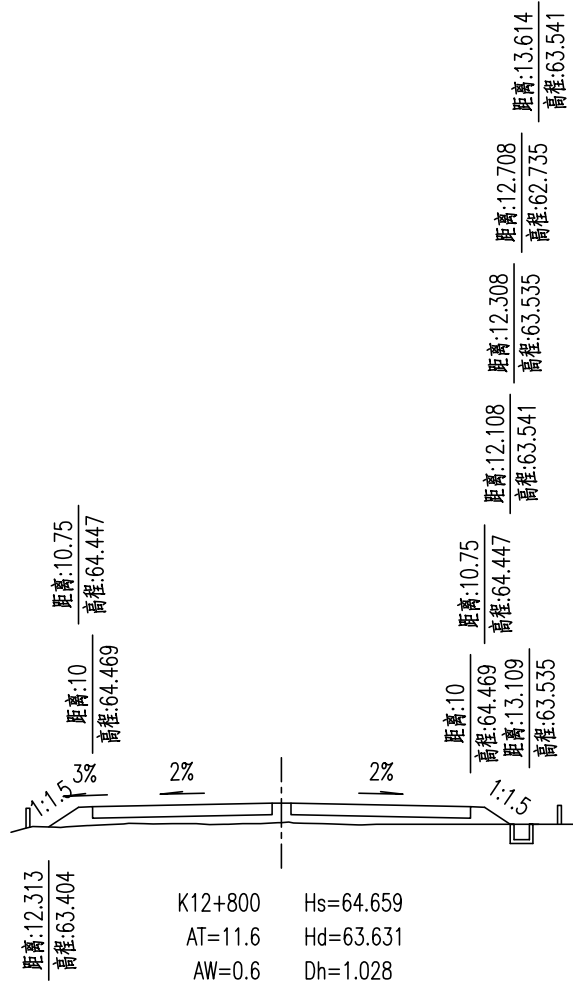 距离:13.614
高程:63.541
距离:12.708
高程:62.735
距离:12.308
高程:63.535
距离:12.108
高程:63.541
距离:10.75
高程:64.447
距离:10.75
高程:64.447
距离:10
高程:64.469
距离:10
高程:64.469
距离:13.109
高程:63.535
1:1.5
3%
2%
2%
1:1.5
距离:12.313
高程:63.404
K12+800
Hs=64.659
AT=11.6
Hd=63.631
AW=0.6
Dh=1.028